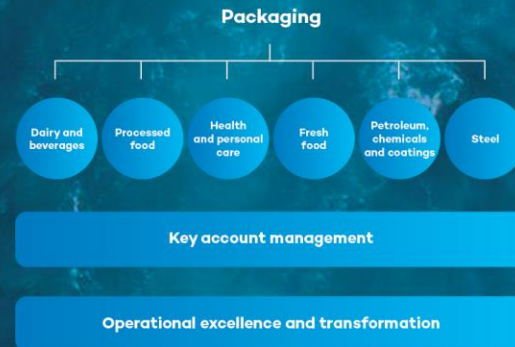 Packaging
Dairy and
beverages
Processed
food
Health
and personal
care
Fresh
food
Petroleum,
chemicals
and coatings
Steel
Key account management
Operational excellence and transformation